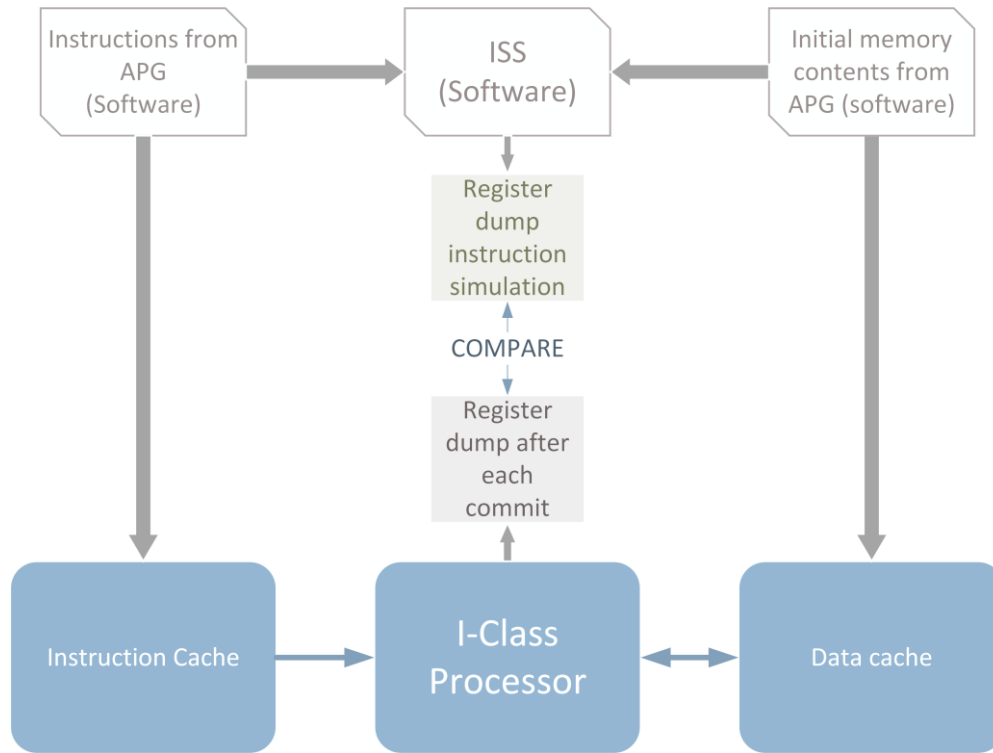 Instructions from
APG
(Software)
ISS
(Software)
Initial memory
contents from
APG (software)
Register
dump
instruction
simulation
COMPARE
Register
dump after
each
commit
Instruction Cache
I-Class
Processor
Data cache